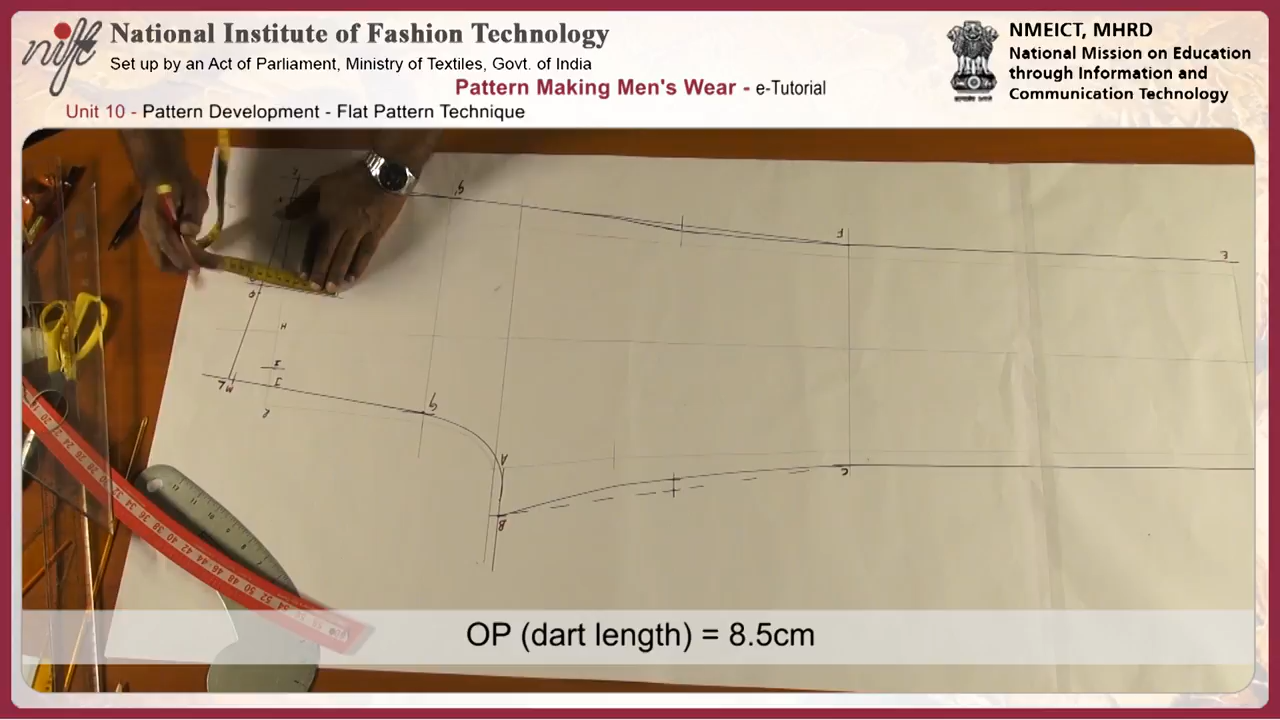 nift
National Institute of Fashion Technology
Set up by an Act of Parliament, Ministry of Textiles, Govt. of India
NMEICT, MHRD
National Mission on Education
through Information and
Communication Technology
Pattern Making Men's Wear - e-Tutorial
Unit 10 - Pattern Development - Flat Pattern Technique
F
E
H
A
C
B
OP (dart length) = 8.5cm